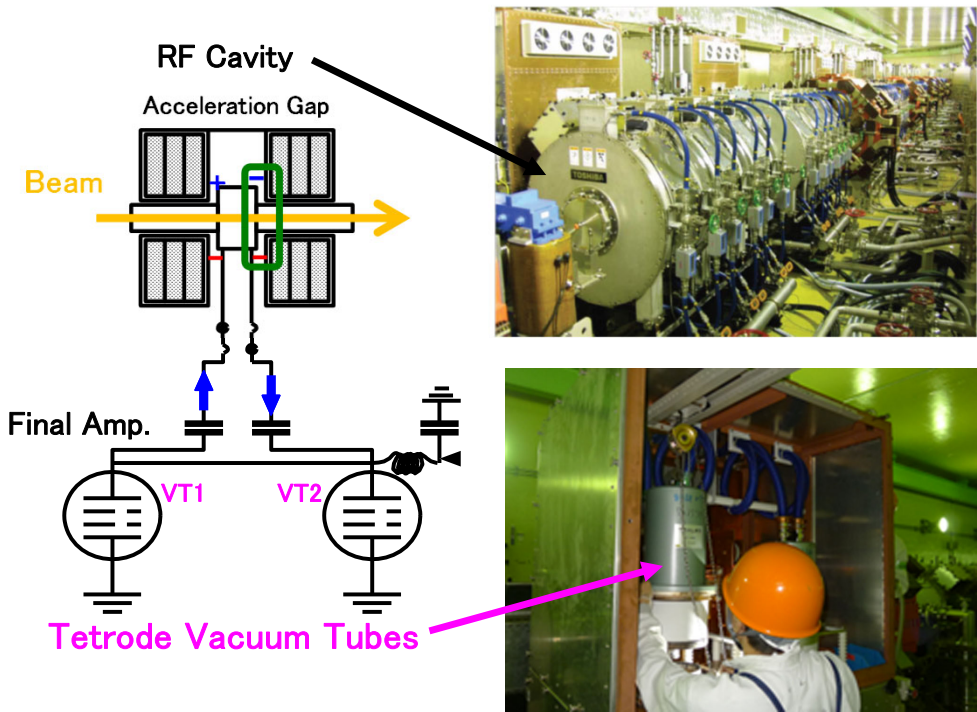 RF Cavity
Acceleration Gap
TOSHIBA
Beam
+
−
−
−
Final Amp.
VT1
VT2
Tetrode Vacuum Tubes